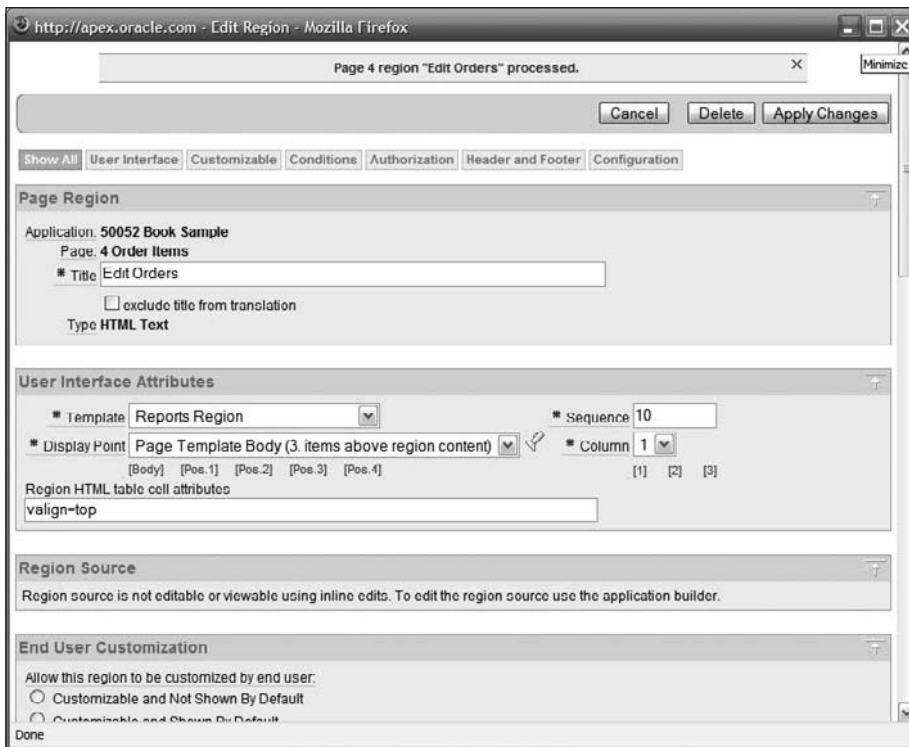 http://apex.oracle.com - Edit Region - Mozilla Firefox
Page 4 region "Edit Orders" processed. X
Minimize
Cancel Delete Apply Changes
Show All User Interface Customizable Conditions Authorization Header and Footer Configuration
Page Region
Application: 50052 Book Sample
Page: 4 Order Items
* Title Edit Orders
exclude title from translation
Type HTML Text
User Interface Attributes
* Template Reports Region * Sequence 10
* Display Point Page Template Body (3. items above region content) * Column 1
[Body] [Pos.1] [Pos.2] [Pos.3] [Pos.4] [1] [2] [3]
Region HTML table cell attributes
valign=top
Region Source
Region source is not editable or viewable using inline edits. To edit the region source use the application builder.
End User Customization
Allow this region to be customized by end user:
Customizable and Not Shown By Default
Customizable and Shown By Default
Done